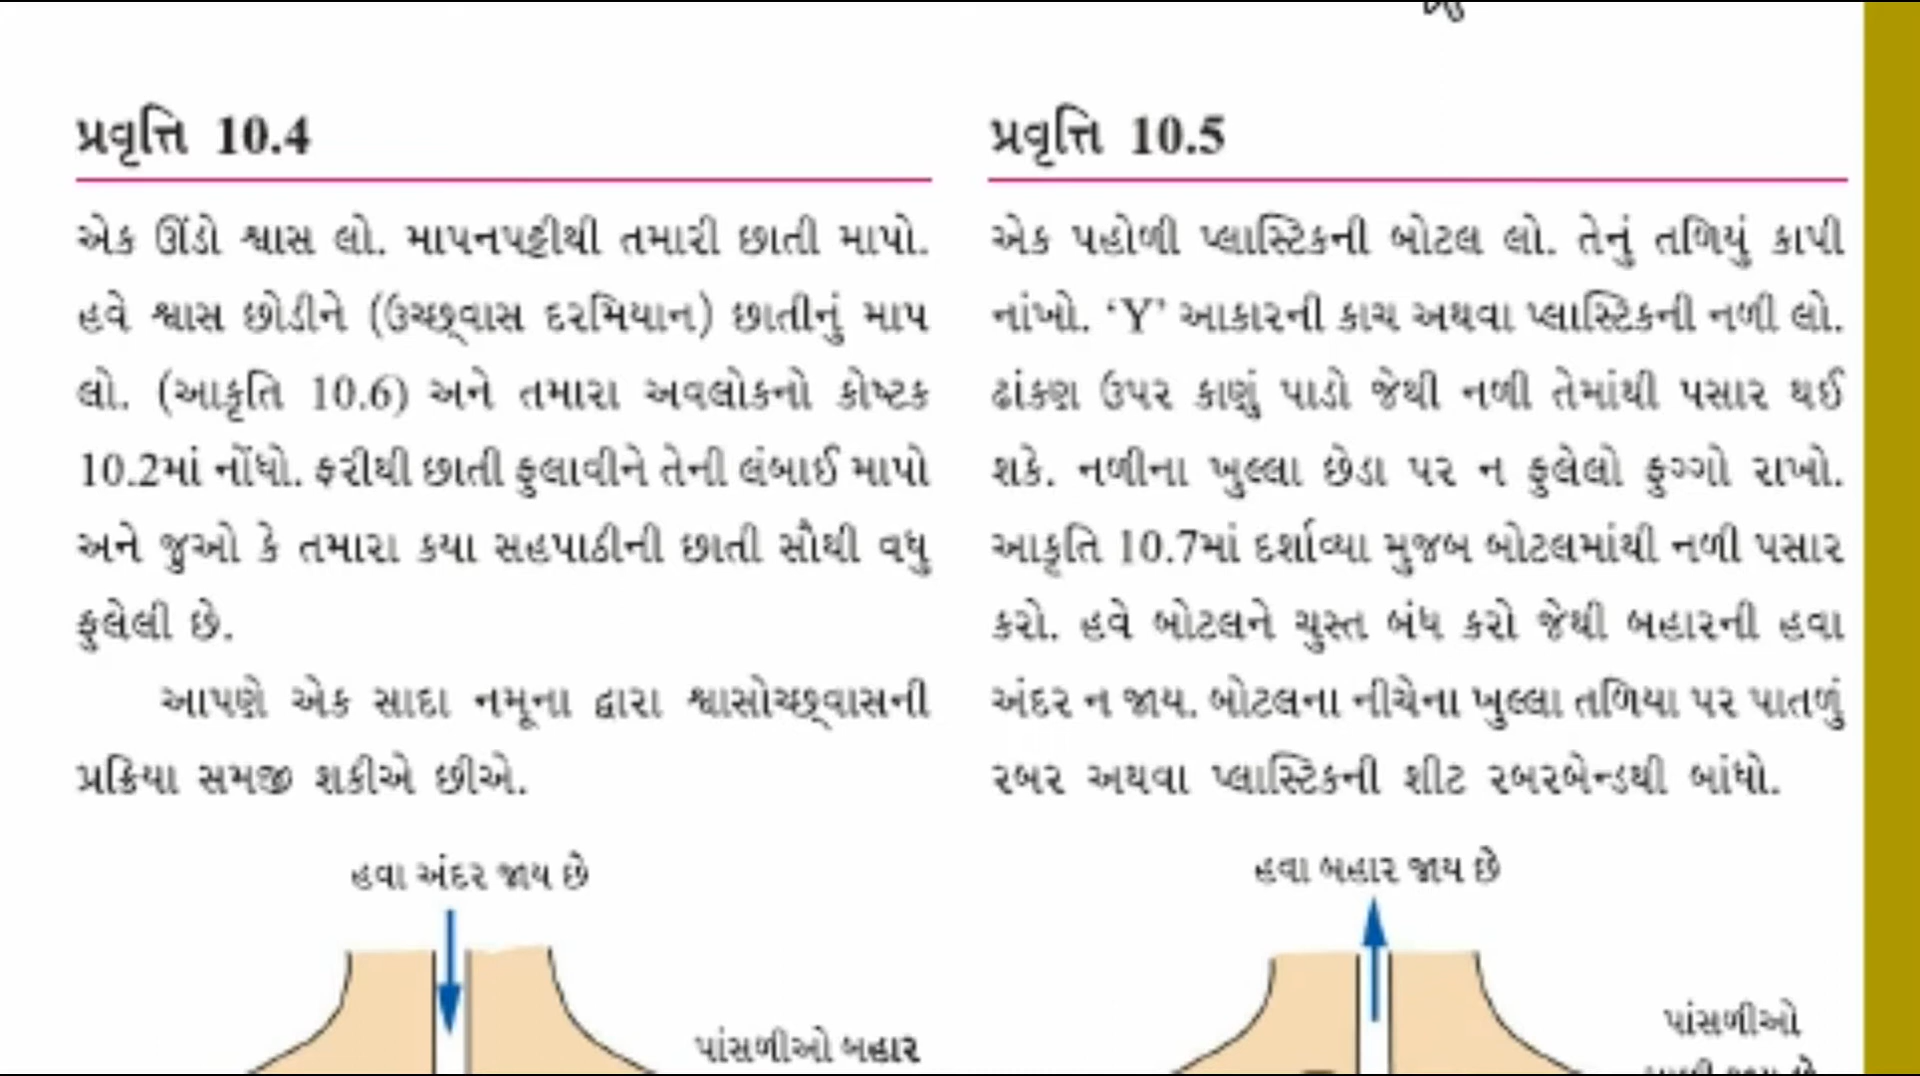 પ્રવૃત્તિ 10.4
એક ઊંડો શ્વાસ લો. માપનપટ્ટીથી તમારી છાતી માપો.
હવે શ્વાસ છોડીને (ઉચ્છ્વાસ દરમિયાન) છાતીનું માપ
લો. (આકૃતિ 10.6) અને તમારા અવલોકનો કોષ્ટક
10.2માં નોંધો. ફરીથી છાતી ફુલાવીને તેની લંબાઈ માપો
અને જુઓ કે તમારા કયા સહપાઠીની છાતી સૌથી વધુ
ફુલેલી છે.
આપણે એક સાદા નમૂના દ્વારા શ્વાસોચ્છ્વાસની
પ્રક્રિયા સમજી શકીએ છીએ.
હવા અંદર જાય છે
પાંસળીઓ બહાર
પ્રવૃત્તિ 10.5
એક પહોળી પ્લાસ્ટિકની બોટલ લો. તેનું તળિયું કાપી
નાંખો. ‘Y’ આકારની કાચ અથવા પ્લાસ્ટિકની નળી લો.
ઢાંકણ ઉપર કાણું પાડો જેથી નળી તેમાંથી પસાર થઈ
શકે. નળીના ખુલ્લા છેડા પર ન ફુલેલો ફુગ્ગો રાખો.
આકૃતિ 10.7માં દર્શાવ્યા મુજબ બોટલમાંથી નળી પસાર
કરો. હવે બોટલને ચુસ્ત બંધ કરો જેથી બહારની હવા
અંદર ન જાય. બોટલના નીચેના ખુલ્લા તળિયા પર પાતળું
રબર અથવા પ્લાસ્ટિકની શીટ રબરબેન્ડથી બાંધો.
હવા બહાર જાય છે
પાંસળીઓ